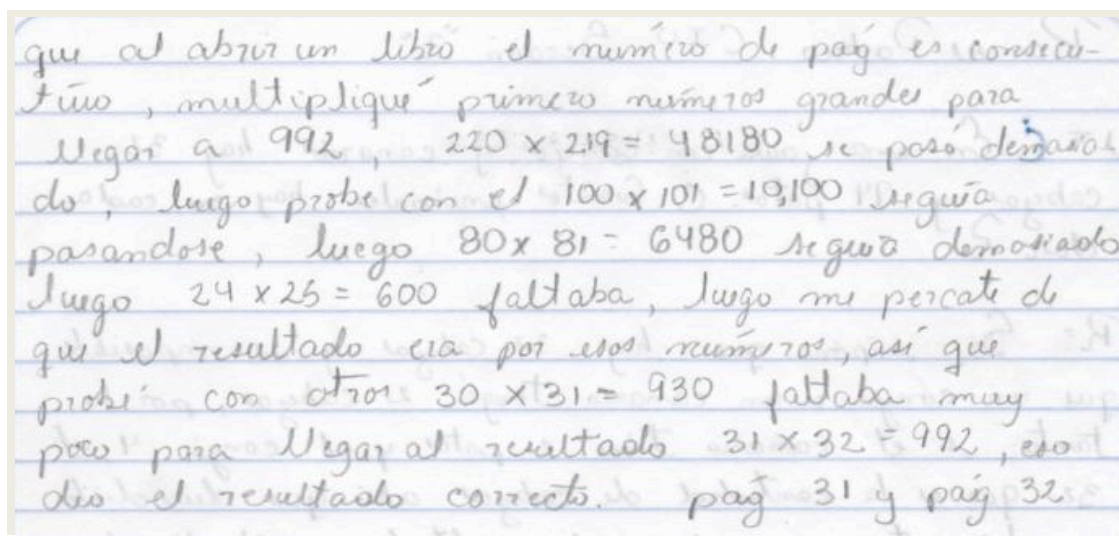 que al abrir un libro el número de pág es consecu-
tivo, multipliqué primero números grandes para
llegar a 992, 220 x 219 = 48180 se pasó demasia
do, luego probe con el 100 x 101 = 10,100 seguía
pasandose, luego 80 x 81 = 6480 seguia demasiado
luego 24 x 25 = 600 faltaba, luego me percate de
que el resultado era por esos números, así que
probé con otros 30 x 31 = 930 faltaba muy
poco para llegar al resultado 31 x 32 = 992, eso
dio el resultado correcto. pag 31 y pág 32